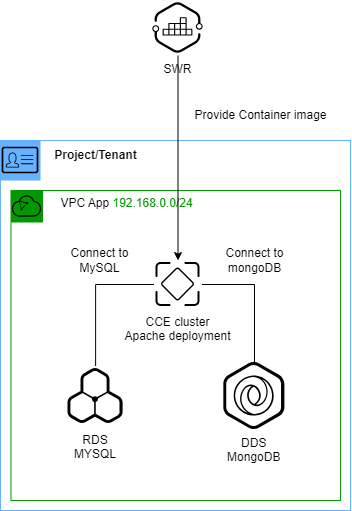 SWR
Provide Container image
Project/Tenant
VPC App 192.168.0.0/24
Connect to
MySQL
Connect to
mongoDB
CCE cluster
Apache deployment
RDS
MYSQL
DDS
MongoDB